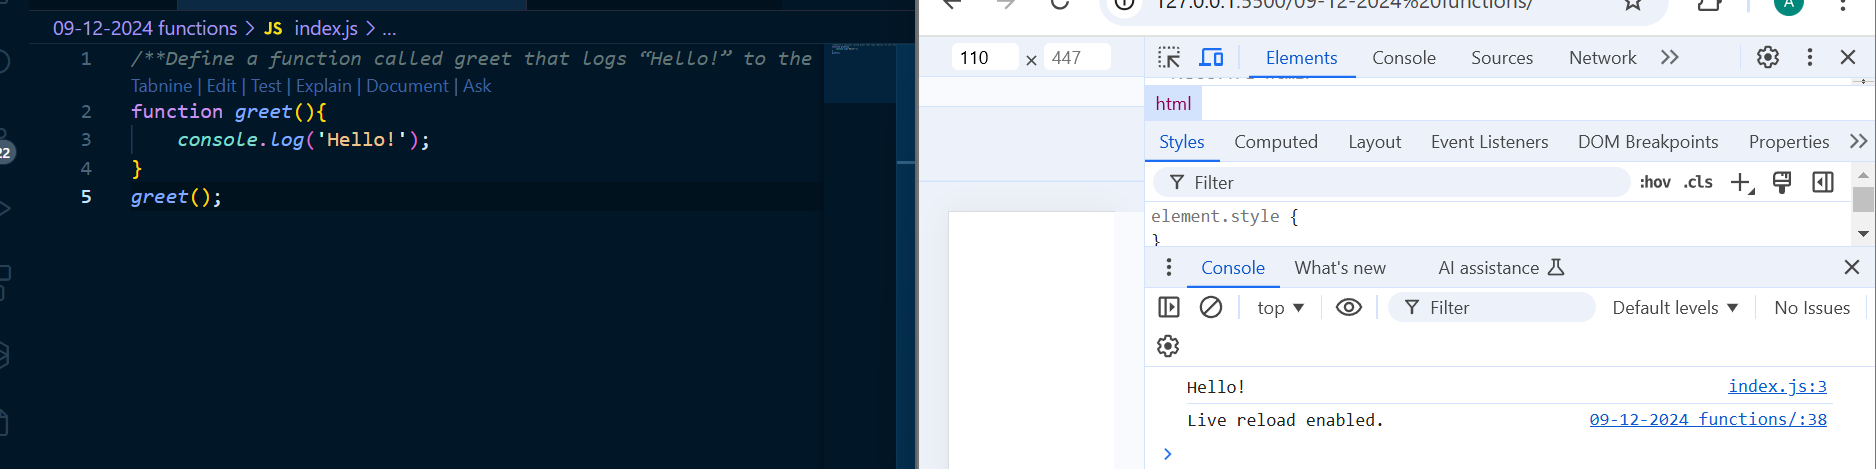 09-12-2024 functions > JS index.js > ...
1 /**Define a function called greet that logs “Hello!” to the
Tabnine | Edit | Test | Explain | Document | Ask
2 function greet(){
3 console.log('Hello!');
4 }
5 greet();
22
127.0.0.1:5500/09-12-2024%20functions/
A
110 × 447
Elements Console Sources Network
html
Styles Computed Layout Event Listeners DOM Breakpoints Properties
Filter :hov .cls
element.style {
}
Console What's new AI assistance
top Filter Default levels No Issues
Hello! index.js:3
Live reload enabled. 09-12-2024 functions/:38